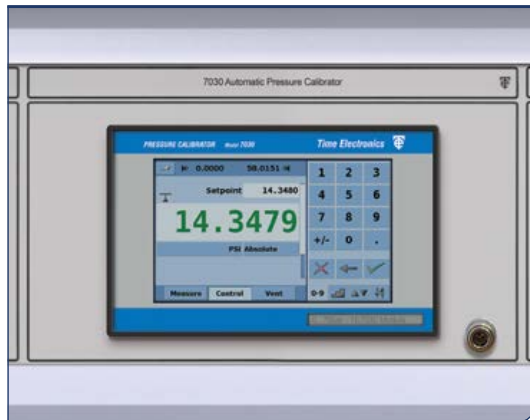 7030 Automatic Pressure Calibrator
PRESSURE CALIBRATOR Model 7030
Time Electronics
0.0000 58.0151
Setpoint 14.3480
14.3479
PSI Absolute
Measure Control Vent
1 2 3
4 5 6
7 8 9
+/- 0 .
0-9